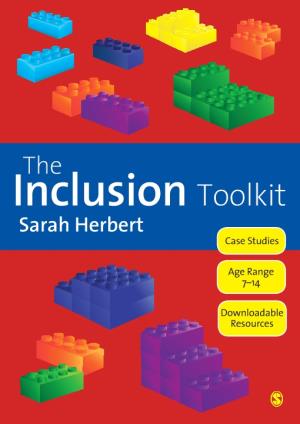 The
Inclusion Toolkit
Sarah Herbert
Case Studies
Age Range
7–14
Downloadable
Resources